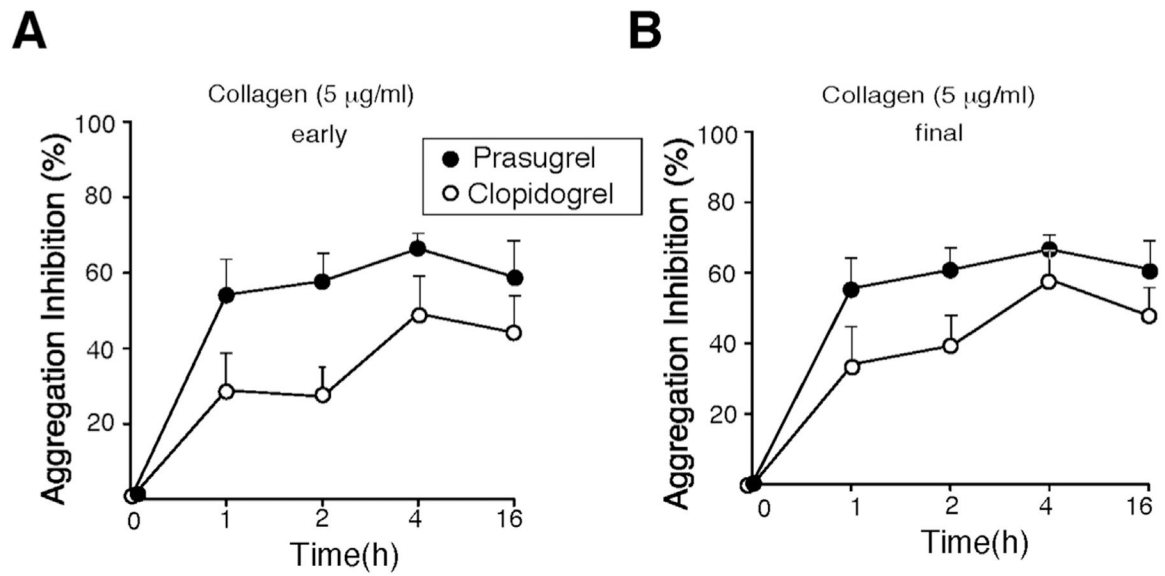 A
Collagen (5 μg/ml)
early
Aggregation Inhibition (%)
100
80
60
40
20
0
1
2
4
16
Time(h)
Prasugrel
Clopidogrel
B
Collagen (5 μg/ml)
final
Aggregation Inhibition (%)
100
80
60
40
20
0
1
2
4
16
Time(h)